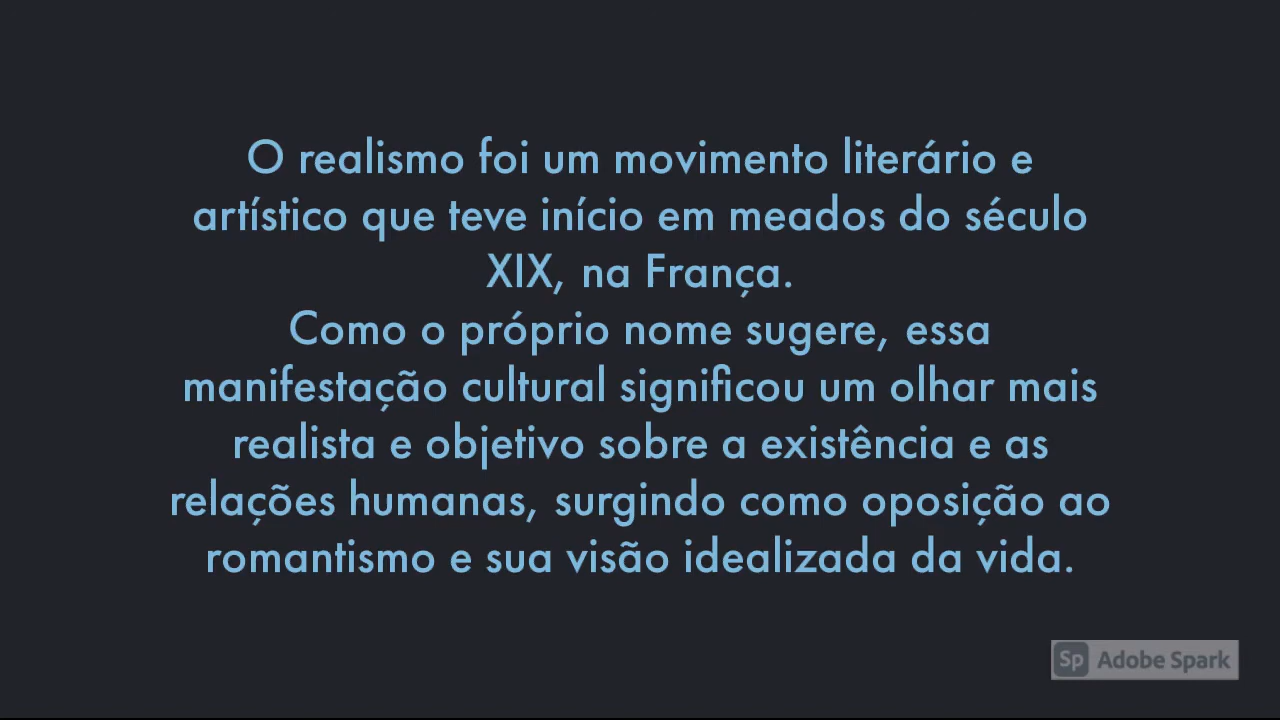 O realismo foi um movimento literário e
artístico que teve início em meados do século
XIX, na França.
Como o próprio nome sugere, essa
manifestação cultural significou um olhar mais
realista e objetivo sobre a existência e as
relações humanas, surgindo como oposição ao
romantismo e sua visão idealizada da vida.
Sp Adobe Spark